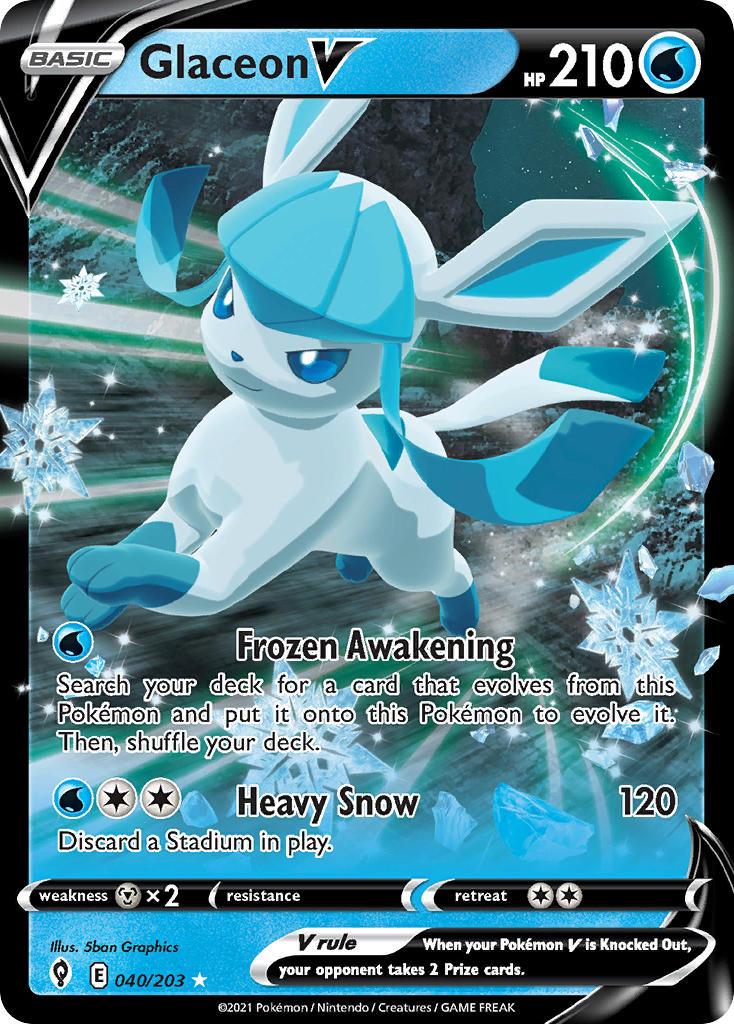 BASIC Glaceon V HP 210
Frozen Awakening
Search your deck for a card that evolves from this
Pokémon and put it onto this Pokémon to evolve it.
Then, shuffle your deck.
Heavy Snow 120
Discard a Stadium in play.
weakness ×2 resistance retreat
Illus. 5ban Graphics
V rule When your Pokémon V is Knocked Out,
your opponent takes 2 Prize cards.
E 040/203 ★
©2021 Pokémon / Nintendo / Creatures / GAME FREAK